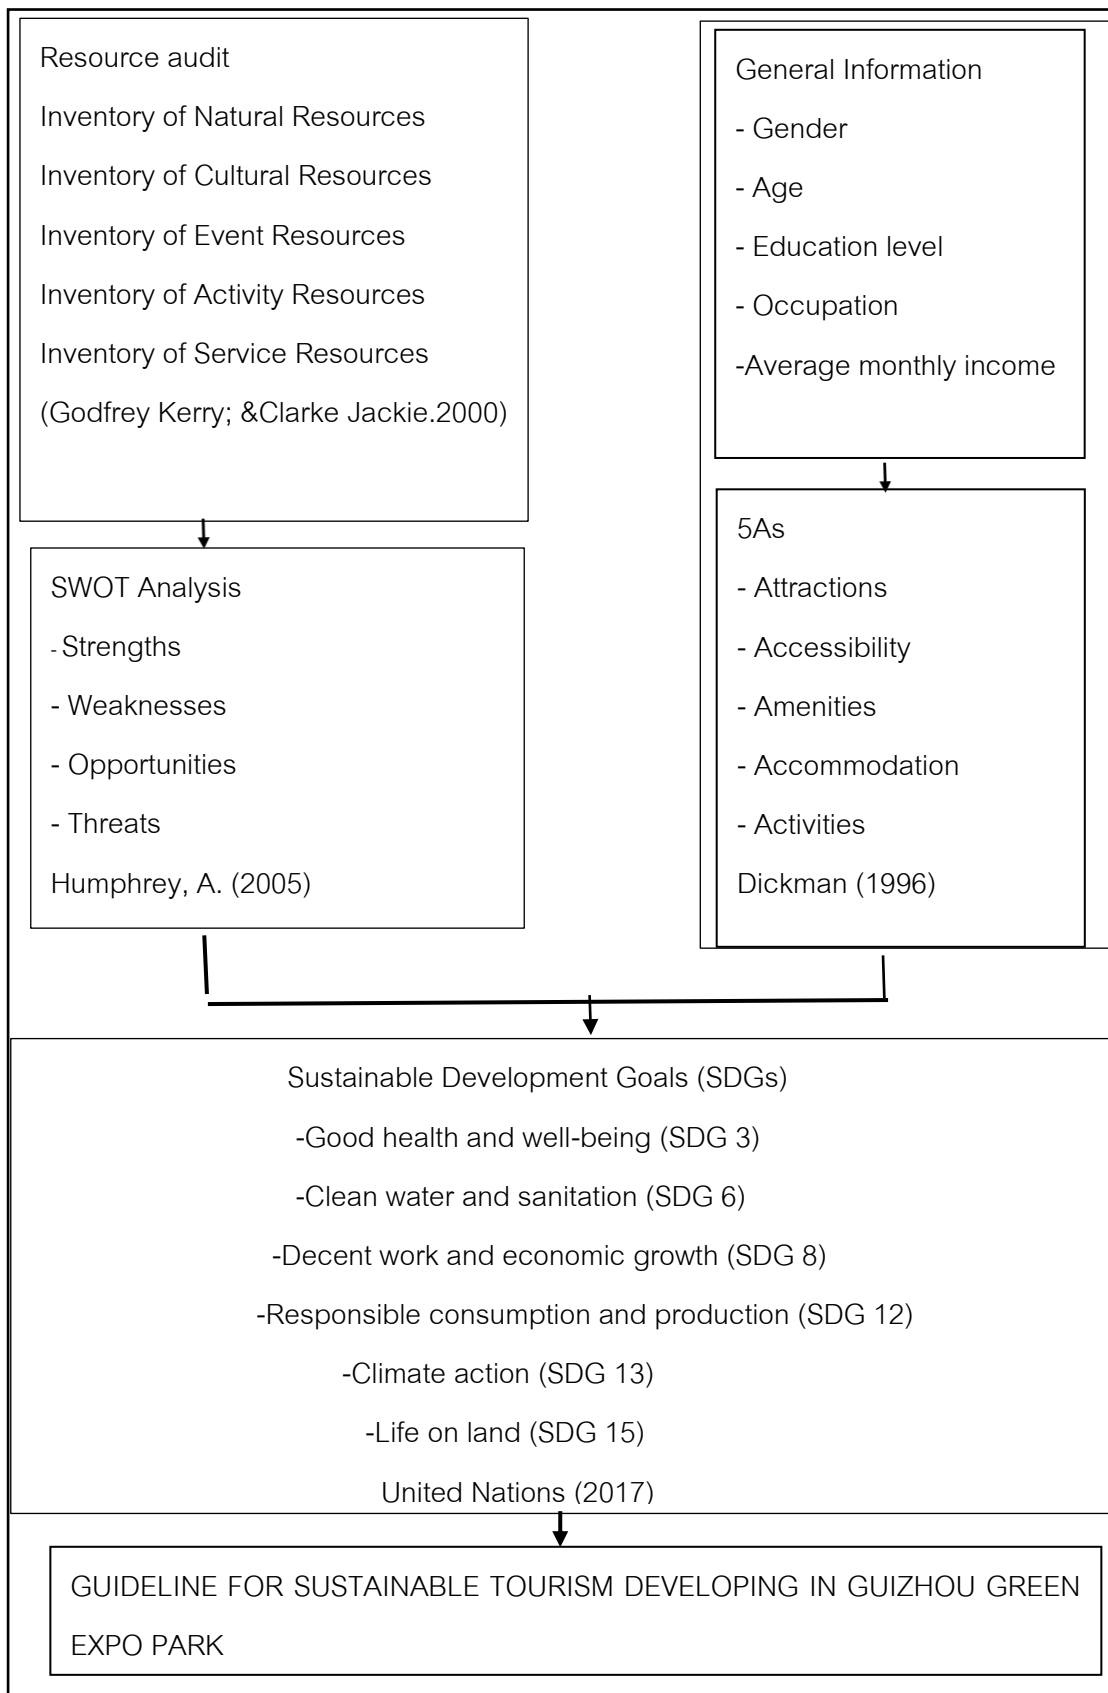 Resource audit
Inventory of Natural Resources
Inventory of Cultural Resources
Inventory of Event Resources
Inventory of Activity Resources
Inventory of Service Resources
(Godfrey Kerry; &Clarke Jackie.2000)
SWOT Analysis
- Strengths
- Weaknesses
- Opportunities
- Threats
Humphrey, A. (2005)
General Information
- Gender
- Age
- Education level
- Occupation
-Average monthly income
5As
- Attractions
- Accessibility
- Amenities
- Accommodation
- Activities
Dickman (1996)
Sustainable Development Goals (SDGs)
-Good health and well-being (SDG 3)
-Clean water and sanitation (SDG 6)
-Decent work and economic growth (SDG 8)
-Responsible consumption and production (SDG 12)
-Climate action (SDG 13)
-Life on land (SDG 15)
United Nations (2017)
GUIDELINE FOR SUSTAINABLE TOURISM DEVELOPING IN GUIZHOU GREEN
EXPO PARK